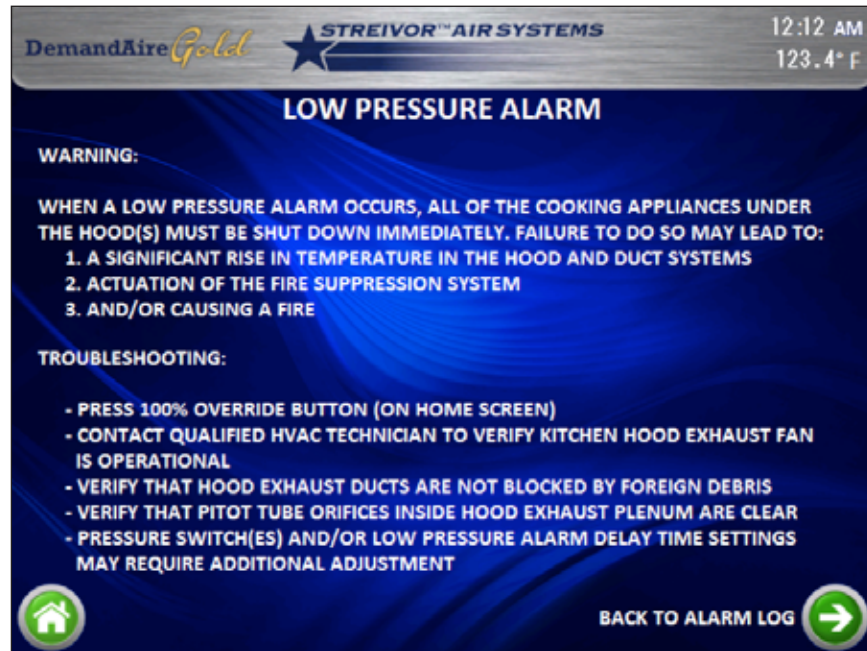 DemandAire Gold
STREIVOR™ AIR SYSTEMS
12:12 AM
123.4° F
LOW PRESSURE ALARM
WARNING:
WHEN A LOW PRESSURE ALARM OCCURS, ALL OF THE COOKING APPLIANCES UNDER
THE HOOD(S) MUST BE SHUT DOWN IMMEDIATELY. FAILURE TO DO SO MAY LEAD TO:
1. A SIGNIFICANT RISE IN TEMPERATURE IN THE HOOD AND DUCT SYSTEMS
2. ACTUATION OF THE FIRE SUPPRESSION SYSTEM
3. AND/OR CAUSING A FIRE
TROUBLESHOOTING:
- PRESS 100% OVERRIDE BUTTON (ON HOME SCREEN)
- CONTACT QUALIFIED HVAC TECHNICIAN TO VERIFY KITCHEN HOOD EXHAUST FAN
IS OPERATIONAL
- VERIFY THAT HOOD EXHAUST DUCTS ARE NOT BLOCKED BY FOREIGN DEBRIS
- VERIFY THAT PITOT TUBE ORIFICES INSIDE HOOD EXHAUST PLENUM ARE CLEAR
- PRESSURE SWITCH(ES) AND/OR LOW PRESSURE ALARM DELAY TIME SETTINGS
MAY REQUIRE ADDITIONAL ADJUSTMENT
BACK TO ALARM LOG